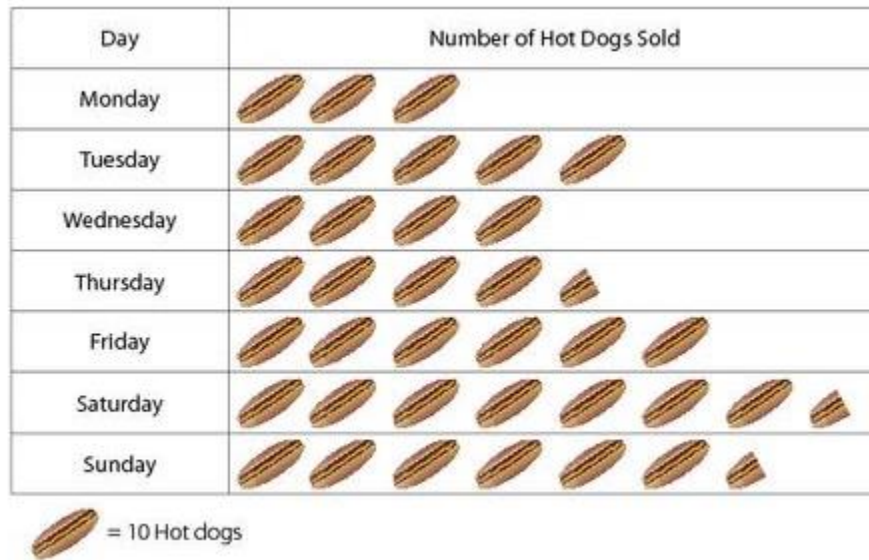 Day Number of Hot Dogs Sold
Monday
Tuesday
Wednesday
Thursday
Friday
Saturday
Sunday
= 10 Hot dogs